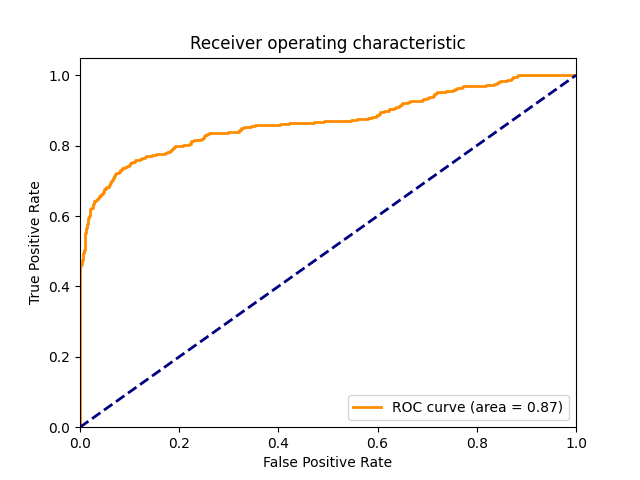 Receiver operating characteristic
1.0
0.8
0.6
0.4
0.2
0.0
True Positive Rate
ROC curve (area = 0.87)
0.0 0.2 0.4 0.6 0.8 1.0
False Positive Rate